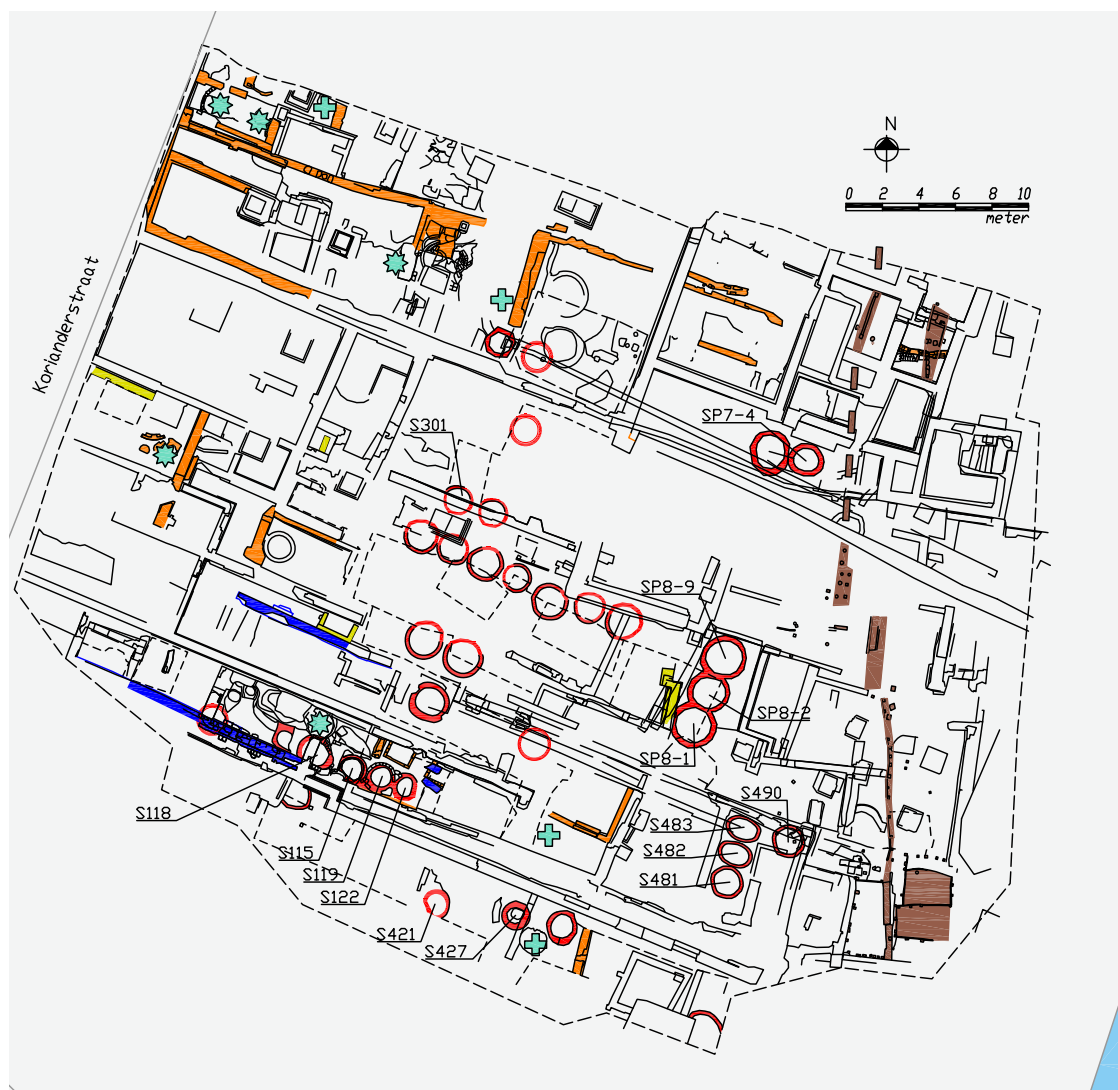 N
0 2 4 6 8 10
meter
Korianderstraat
SP7-4
S301
SP8-9
SP8-2
SP8-1
S118
S490
S483
S482
S481
S115
S119
S122
S421
S427